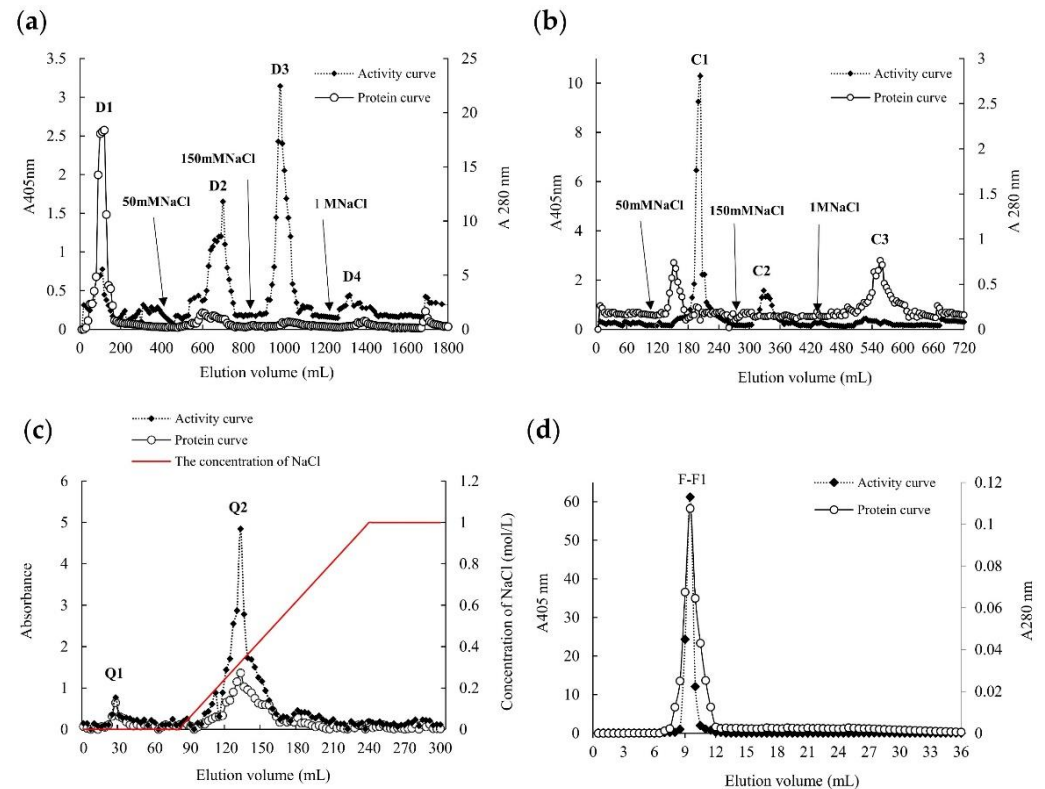 (a)
3.5
3
2.5
2
1.5
1
0.5
0
A405nm
25
20
15
10
5
0
A 280 nm
Activity curve
Protein curve
D1
D2
D3
D4
50mMNaCl
150mMNaCl
1 MNaCl
0 200 400 600 800 1000 1200 1400 1600 1800
Elution volume (mL)
(b)
10
8
6
4
2
0
A405nm
3
2.5
2
1.5
1
0.5
0
A 280 nm
Activity curve
Protein curve
C1
C2
C3
50mMNaCl
150mMNaCl
1MNaCl
0 60 120 180 240 300 360 420 480 540 600 660 720
Elution volume (mL)
(c)
Activity curve
Protein curve
The concentration of NaCl
6
5
4
3
2
1
0
Absorbance
1.2
1
0.8
0.6
0.4
0.2
0
Concentration of NaCl (mol/L)
Q1
Q2
0 30 60 90 120 150 180 210 240 270 300
Elution volume (mL)
(d)
60
50
40
30
20
10
0
A405 nm
0.12
0.1
0.08
0.06
0.04
0.02
0
A280 nm
F-F1
Activity curve
Protein curve
0 3 6 9 12 15 18 21 24 27 30 33 36
Elution volume (mL)